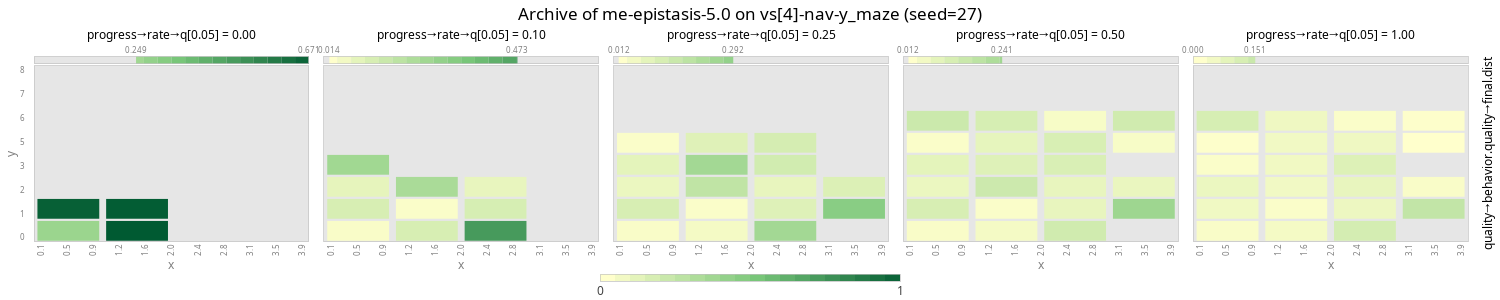 Archive of me-epistasis-5.0 on vs[4]-nav-y_maze (seed=27)
progress→rate→q[0.05] = 0.00
progress→rate→q[0.05] = 0.10
progress→rate→q[0.05] = 0.25
progress→rate→q[0.05] = 0.50
progress→rate→q[0.05] = 1.00
0.249 0.671
0.014 0.473
0.012 0.292
0.012 0.241
0.000 0.151
8
7
6
5
3
2
1
0
y
0.1 0.5 0.9 1.2 1.6 2.0 2.4 2.8 3.1 3.5 3.9
x
0.1 0.5 0.9 1.2 1.6 2.0 2.4 2.8 3.1 3.5 3.9
x
0.1 0.5 0.9 1.2 1.6 2.0 2.4 2.8 3.1 3.5 3.9
x
0.1 0.5 0.9 1.2 1.6 2.0 2.4 2.8 3.1 3.5 3.9
x
0.1 0.5 0.9 1.2 1.6 2.0 2.4 2.8 3.1 3.5 3.9
x
quality→behavior.quality→final.dist
0 1